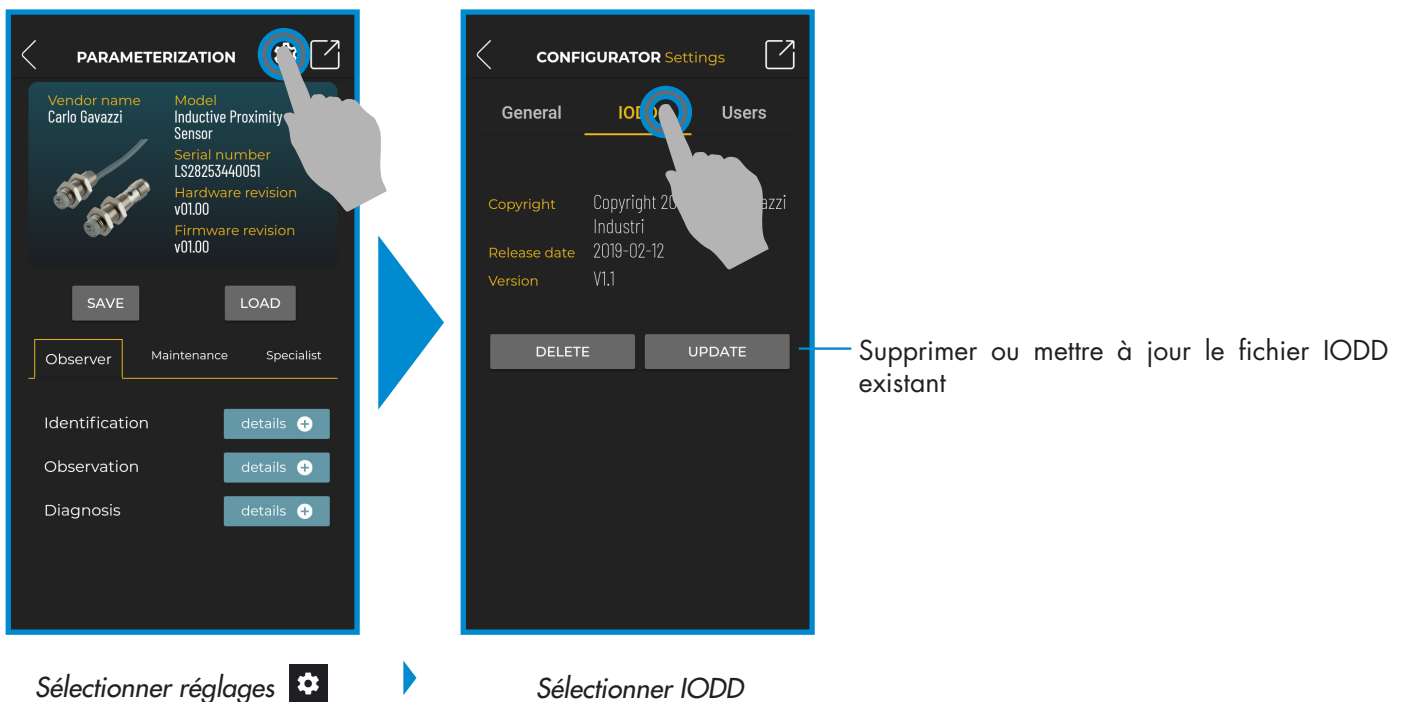 PARAMETERIZATION
Vendor name
Carlo Gavazzi
Model
Inductive Proximity
Sensor
Serial number
LS28253440051
Hardware revision
v01.00
Firmware revision
v01.00
SAVE
LOAD
Observer
Maintenance
Specialist
Identification
details
Observation
details
Diagnosis
details
Sélectionner réglages
CONFIGURATOR Settings
General
Users
Copyright
Copyright
Industri
Release date
2019-02-12
Version
V1.1
DELETE
UPDATE
Sélectionner IODD
Supprimer ou mettre à jour le fichier IODD
existant